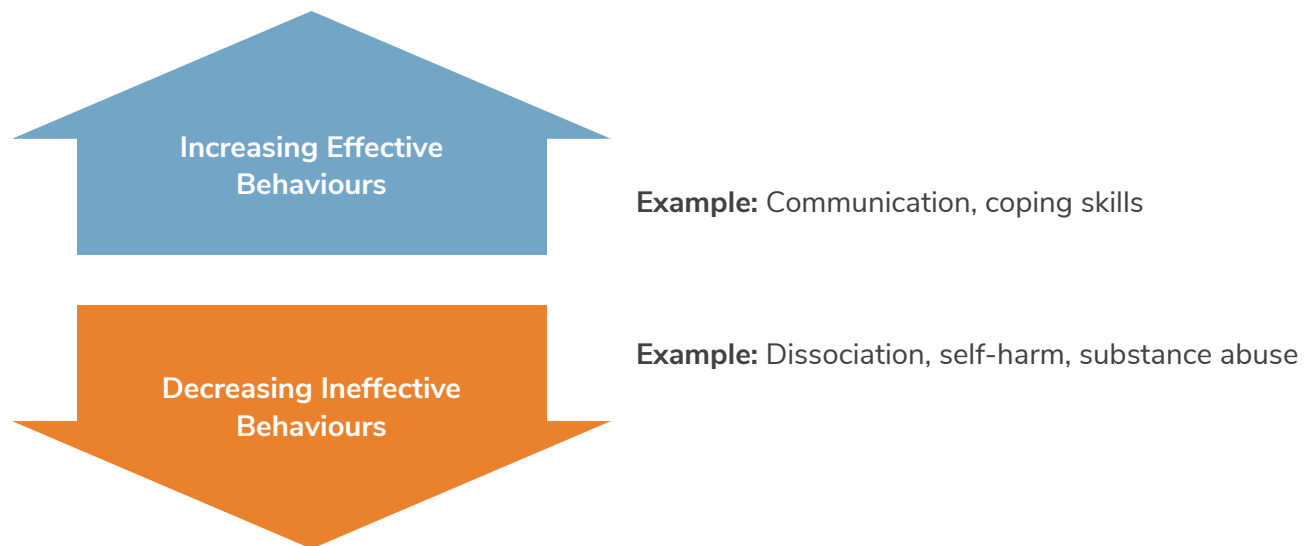 Increasing Effective
Behaviours
Example: Communication, coping skills
Example: Dissociation, self-harm, substance abuse
Decreasing Ineffective
Behaviours